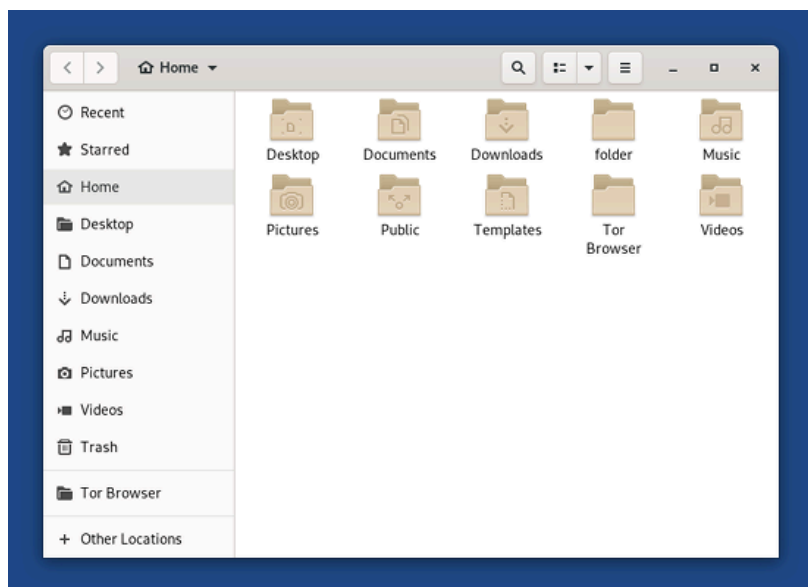 Home
Recent
Starred
Home
Desktop
Documents
Downloads
Music
Pictures
Videos
Trash
Tor Browser
Other Locations
Desktop
Documents
Downloads
folder
Music
Pictures
Public
Templates
Tor
Browser
Videos